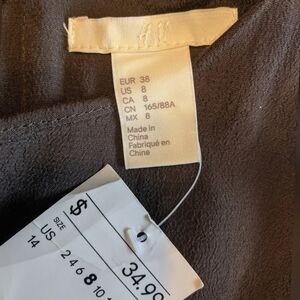 H&M
EUR 38
US 8
CA 8
CN 165/88A
MX 8
Made in
China
Fabriqué en
Chine
$ 34.99
SIZE
US 2 4 6 8 10
14